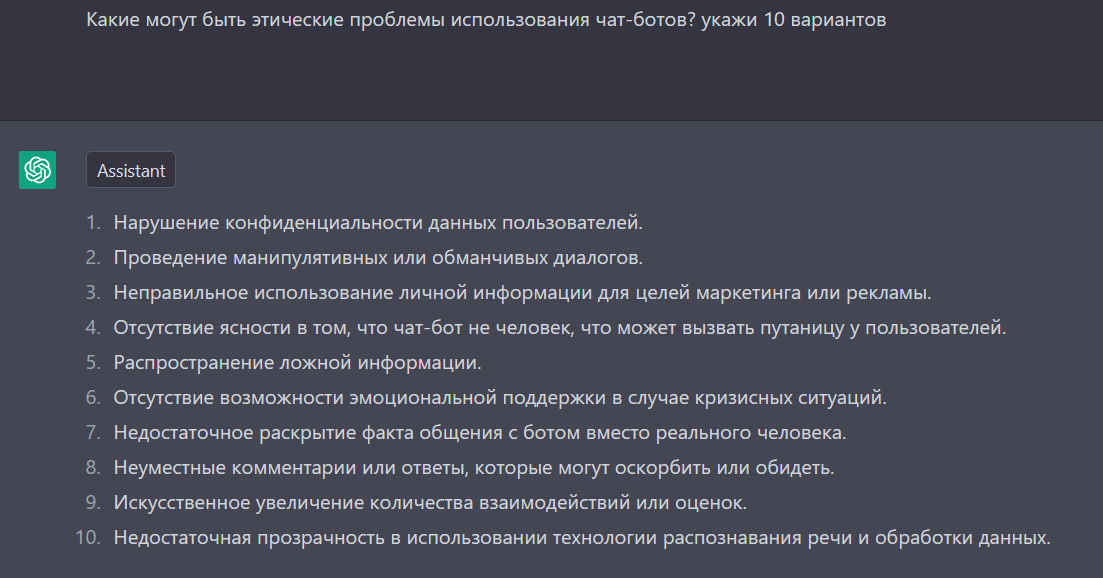 Какие могут быть этические проблемы использования чат-ботов? укажи 10 вариантов
Assistant
1. Нарушение конфиденциальности данных пользователей.
2. Проведение манипулятивных или обманчивых диалогов.
3. Неправильное использование личной информации для целей маркетинга или рекламы.
4. Отсутствие ясности в том, что чат-бот не человек, что может вызвать путаницу у пользователей.
5. Распространение ложной информации.
6. Отсутствие возможности эмоциональной поддержки в случае кризисных ситуаций.
7. Недостаточное раскрытие факта общения с ботом вместо реального человека.
8. Неуместные комментарии или ответы, которые могут оскорбить или обидеть.
9. Искусственное увеличение количества взаимодействий или оценок.
10. Недостаточная прозрачность в использовании технологии распознавания речи и обработки данных.